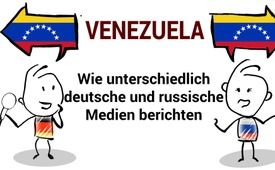 VENEZUELA
Wie unterschiedlich
deutsche und russische
Medien berichten